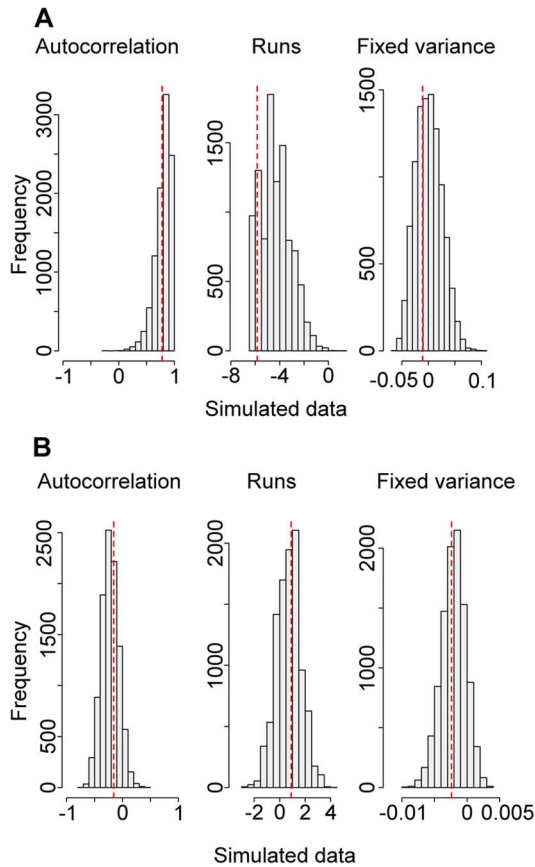 A
Autocorrelation Runs Fixed variance
Frequency
0 1000 2000 3000
-1 0 1
0 500 1500
-8 -4 0
0 500 1500
-0.05 0 0.1
Simulated data
B
Autocorrelation Runs Fixed variance
Frequency
0 500 1500 2500
-1 0 1
0 1000 2000
-2 0 2 4
0 1000 2000
-0.01 0 0.005
Simulated data